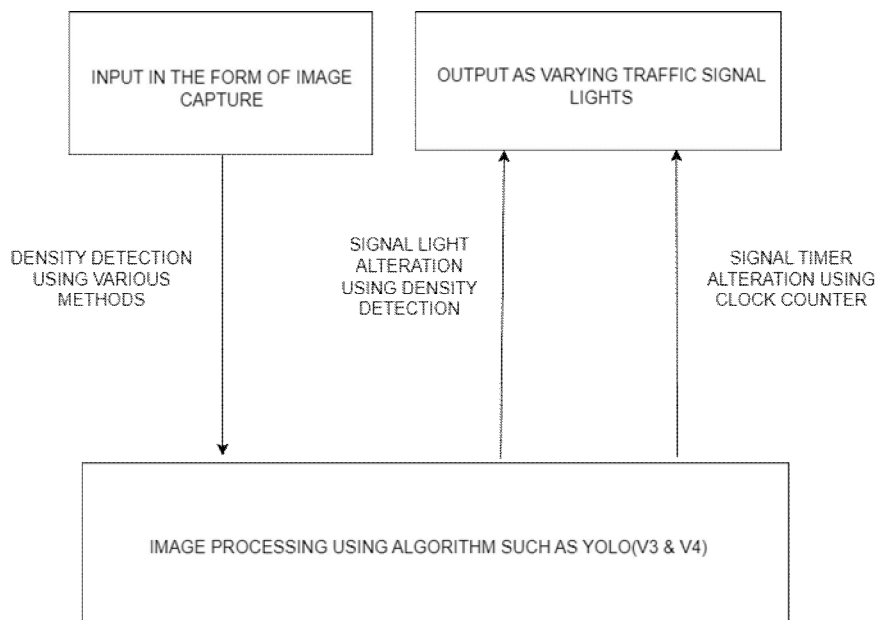 INPUT IN THE FORM OF IMAGE
CAPTURE
OUTPUT AS VARYING TRAFFIC SIGNAL
LIGHTS
DENSITY DETECTION
USING VARIOUS
METHODS
SIGNAL LIGHT
ALTERATION
USING DENSITY
DETECTION
SIGNAL TIMER
ALTERATION USING
CLOCK COUNTER
IMAGE PROCESSING USING ALGORITHM SUCH AS YOLO(V3 & V4)